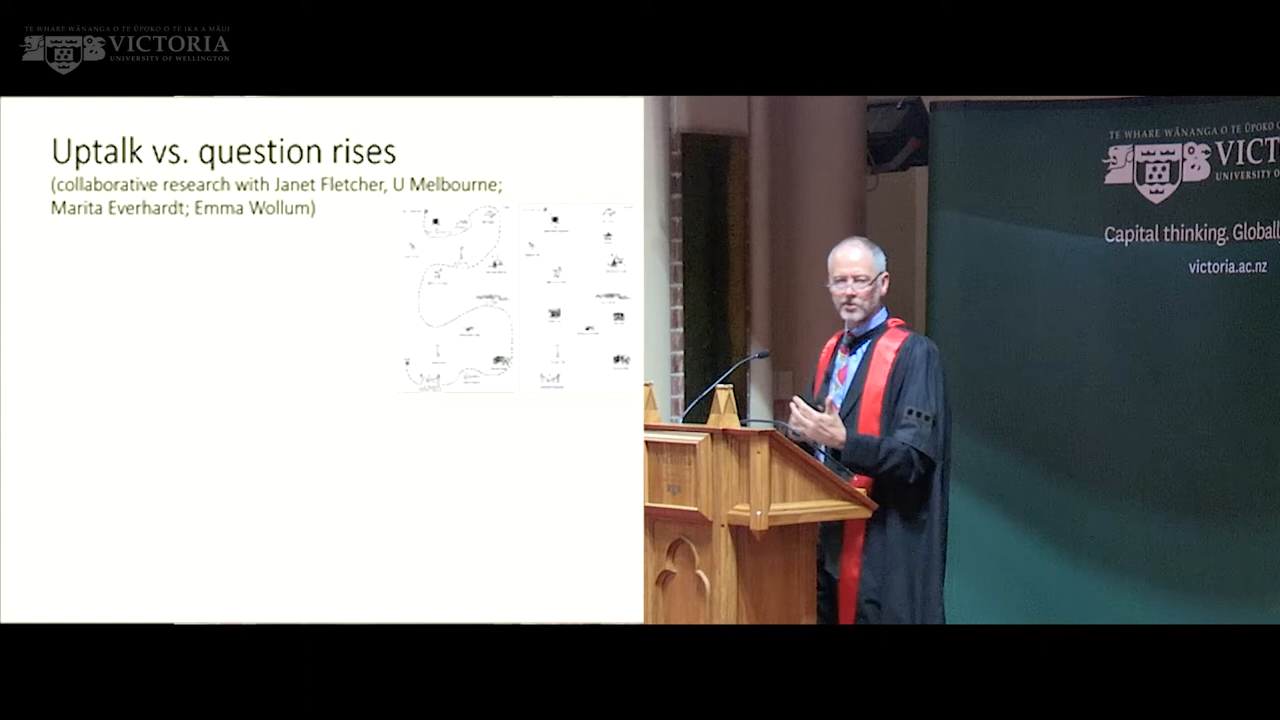 TE WHARE WĀNANGA O TE ŪPOKO O TE IKA A MĀUI
VICTORIA
UNIVERSITY OF WELLINGTON
Uptalk vs. question rises
(collaborative research with Janet Fletcher, U Melbourne;
Marita Everhardt; Emma Wollum)
TE WHARE WĀNANGA O TE ŪPOKO O
VICT
UNIVERSITY O
Capital thinking. Globall
victoria.ac.nz
VICTORIA